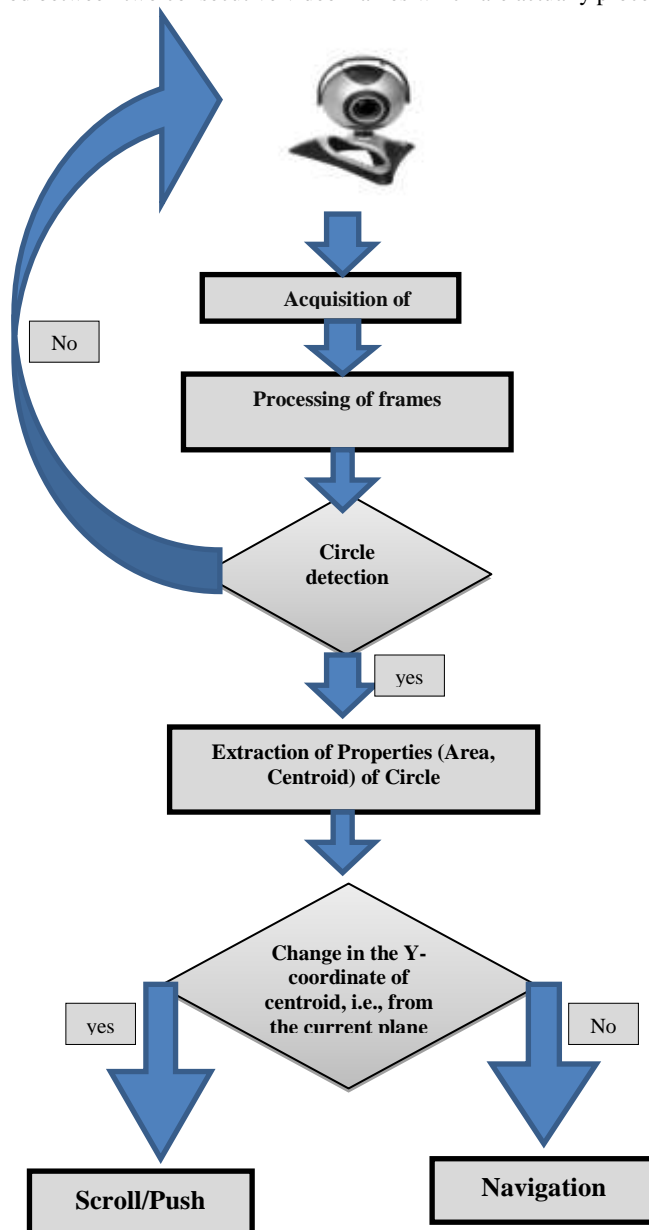 Acquisition of
No
Processing of frames
Circle
detection
yes
Extraction of Properties (Area,
Centroid) of Circle
Change in the Y-
coordinate of
centroid, i.e., from
the current plane
yes
No
Scroll/Push
Navigation